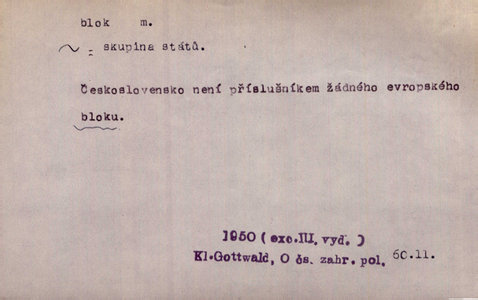 blok m.
~ = skupina států.
Československo není příslušníkem žádného evropského
bloku.
1950 ( exc.III. vyd. )
Kl.Gottwald, O čs. zahr. pol. 60.11.